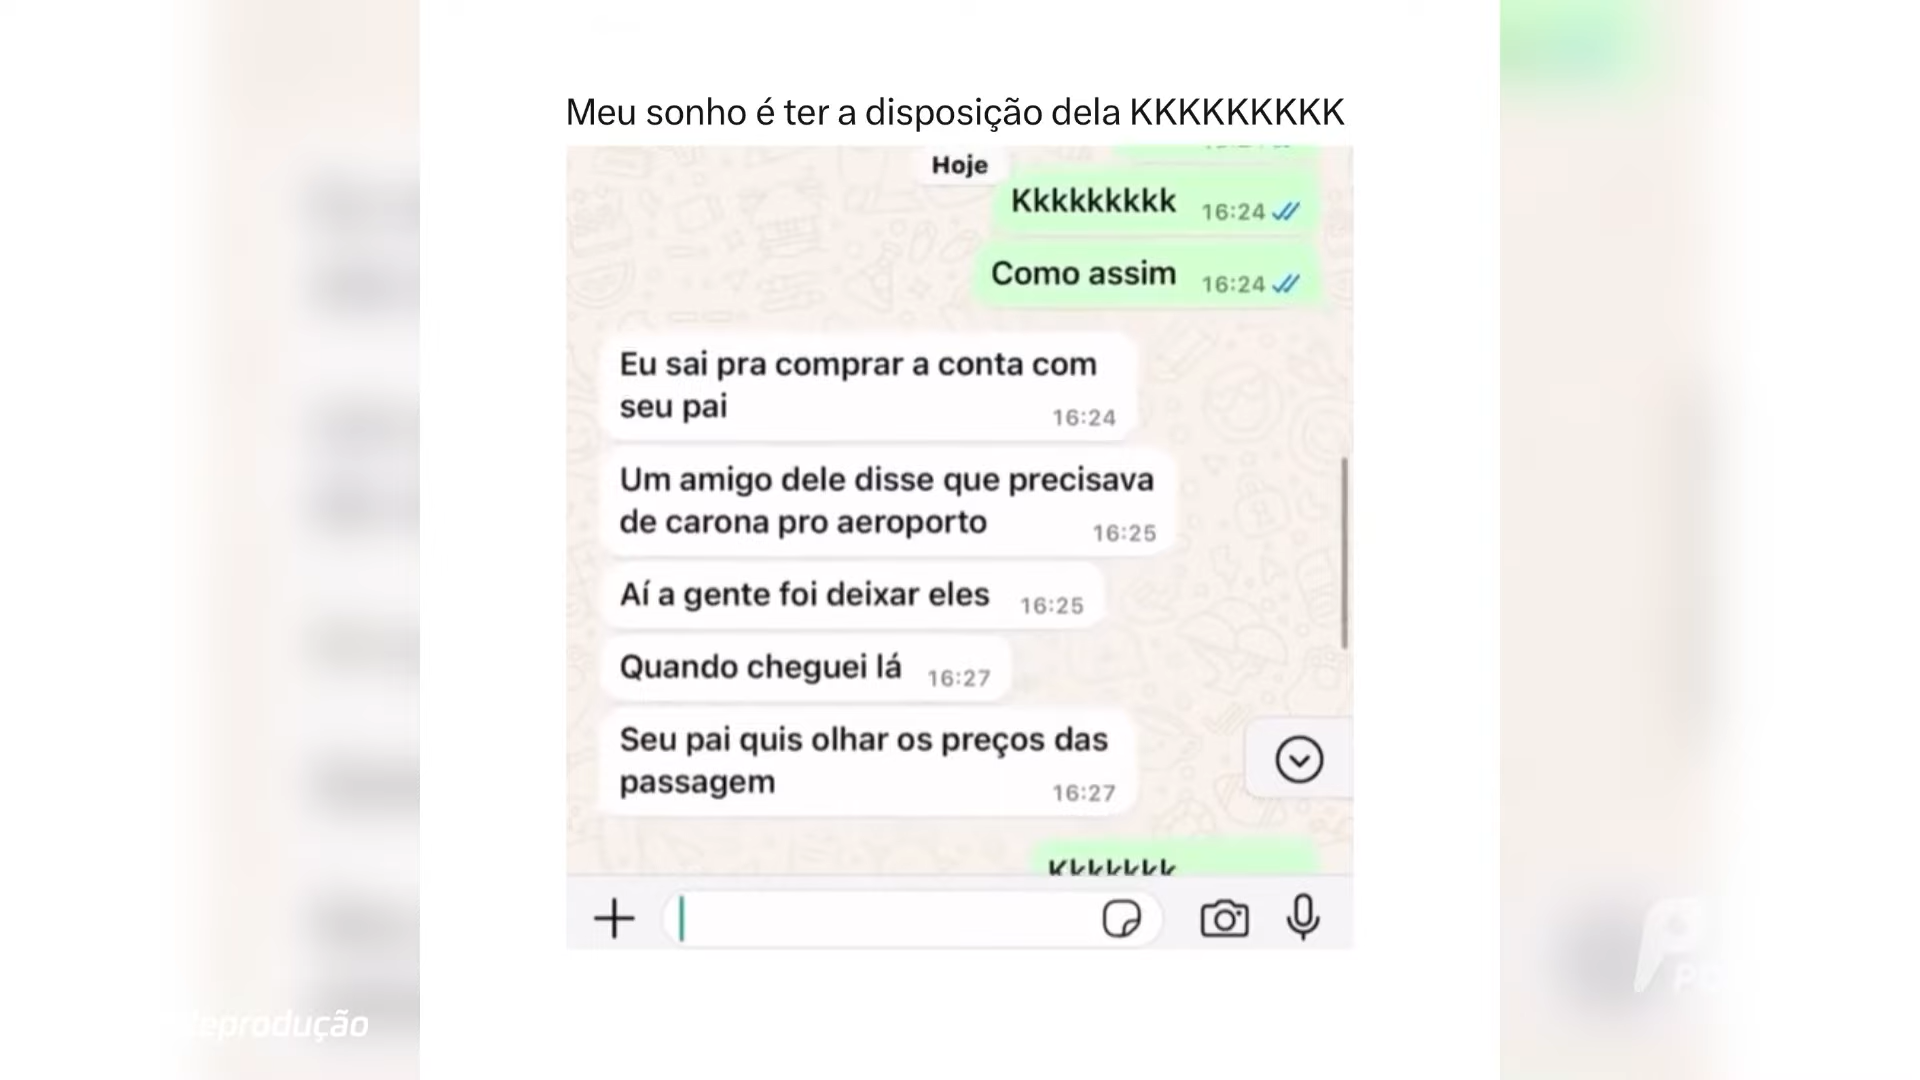 Meu sonho é ter a disposição dela KKKKKKKKK
Hoje
Kkkkkkkkk 16:24
Como assim 16:24
Eu sai pra comprar a conta com
seu pai 16:24
Um amigo dele disse que precisava
de carona pro aeroporto 16:25
Aí a gente foi deixar eles 16:25
Quando cheguei lá 16:27
Seu pai quis olhar os preços das
passagem 16:27
Kkkkkkk